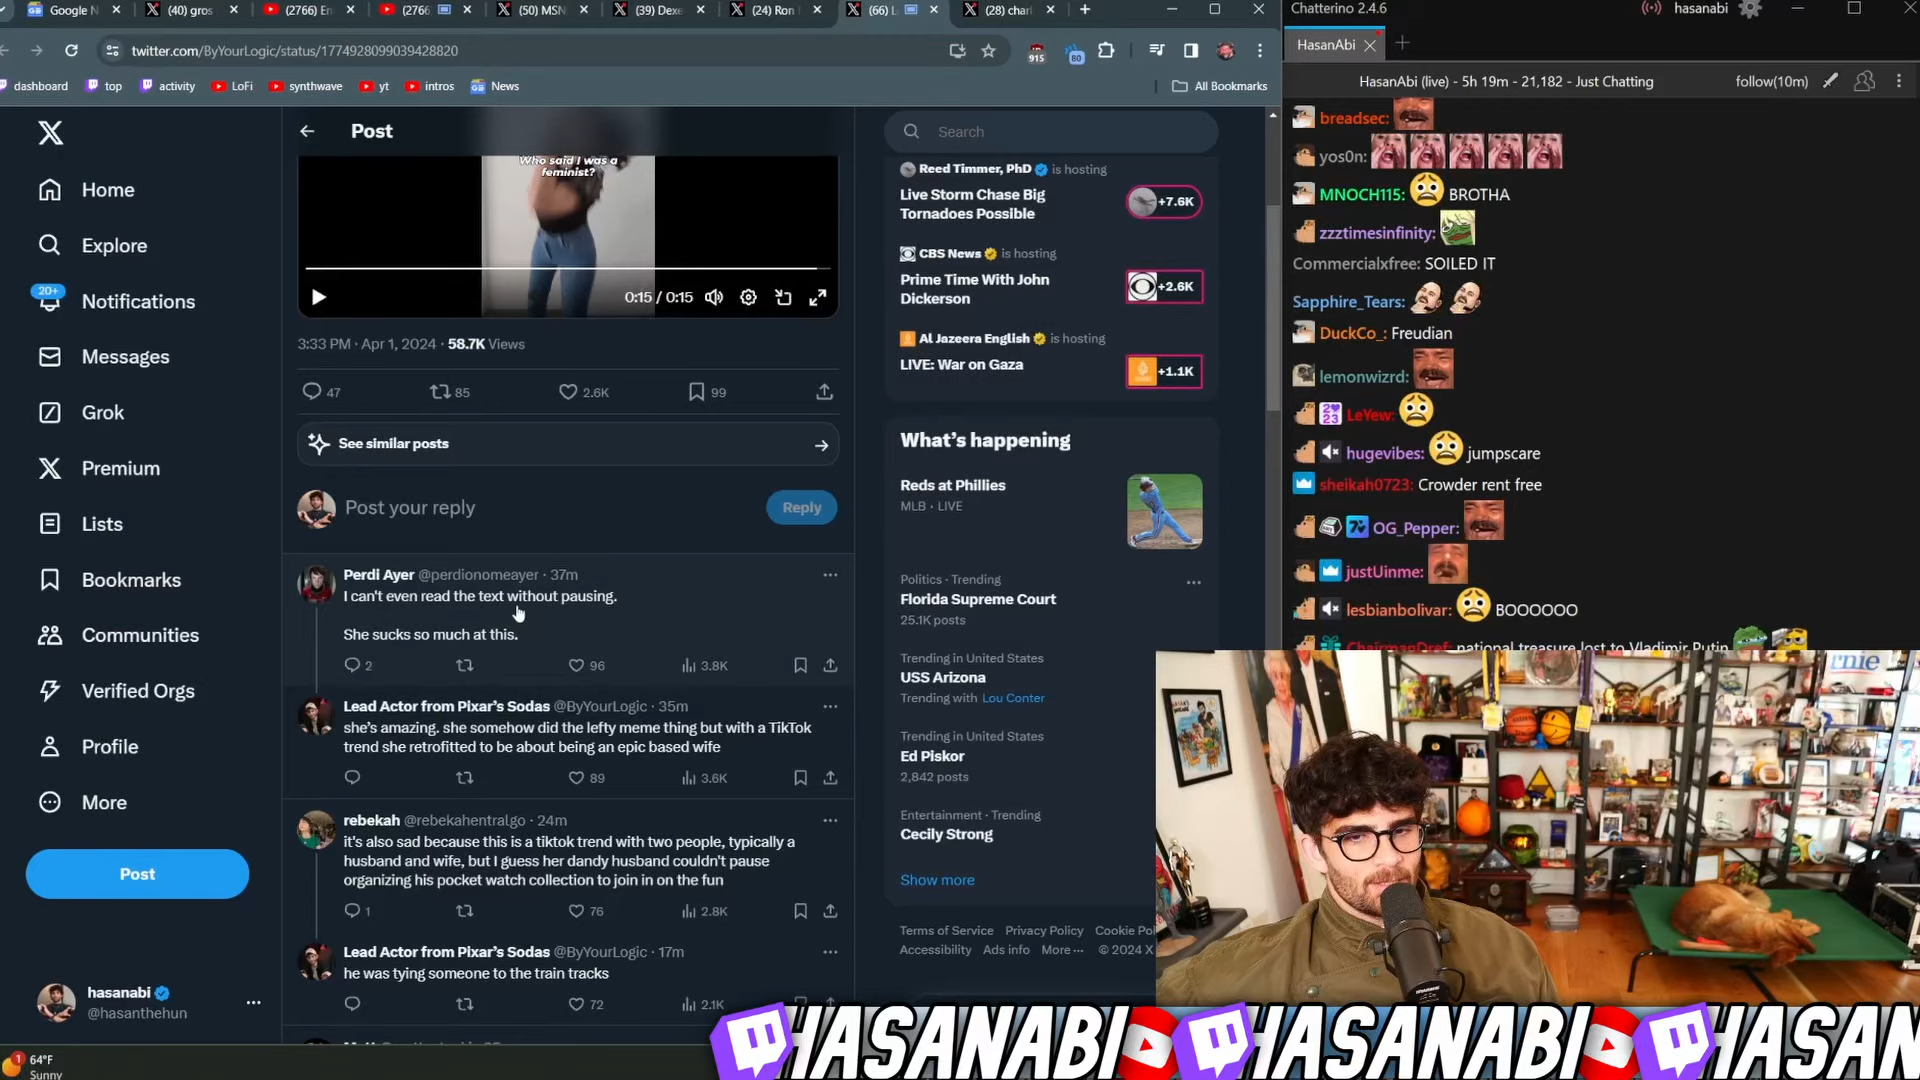 Google N
(40) gros
(2766) En
(2766
(50) MSN
(39) Dexe
(24) Ron I
(66) L
(28) charl
twitter.com/ByYourLogic/status/1774928099039428820
915
80
dashboard
top
activity
LoFi
synthwave
yt
intros
News
All Bookmarks
Home
Explore
20+
Notifications
Messages
Grok
Premium
Lists
Bookmarks
Communities
Verified Orgs
Profile
More
Post
hasanabi
@hasanthehun
1
64°F
Sunny
Post
Who said I was a
feminist?
0:15 / 0:15
3:33 PM · Apr 1, 2024 · 58.7K Views
47
85
2.6K
99
See similar posts
Post your reply
Reply
Perdi Ayer @perdionomeayer · 37m
I can't even read the text without pausing.
She sucks so much at this.
2
96
3.8K
Lead Actor from Pixar's Sodas @ByYourLogic · 35m
she's amazing. she somehow did the lefty meme thing but with a TikTok
trend she retrofitted to be about being an epic based wife
89
3.6K
rebekah @rebekahentralgo · 24m
it's also sad because this is a tiktok trend with two people, typically a
husband and wife, but I guess her dandy husband couldn't pause
organizing his pocket watch collection to join in on the fun
1
76
2.8K
Lead Actor from Pixar's Sodas @ByYourLogic · 17m
he was tying someone to the train tracks
72
2.1K
Search
Reed Timmer, PhD is hosting
Live Storm Chase Big
Tornadoes Possible
+7.6K
CBS News is hosting
Prime Time With John
Dickerson
+2.6K
Al Jazeera English is hosting
LIVE: War on Gaza
+1.1K
What's happening
Reds at Phillies
MLB · LIVE
Politics · Trending
Florida Supreme Court
25.1K posts
Trending in United States
USS Arizona
Trending with Lou Conter
Trending in United States
Ed Piskor
2,842 posts
Entertainment · Trending
Cecily Strong
Show more
Terms of Service Privacy Policy Cookie Pol
Accessibility Ads info More ··· © 2024 X
Chatterino 2.4.6
hasanabi
HasanAbi
HasanAbi (live) - 5h 19m - 21,182 - Just Chatting
follow(10m)
breadsec:
yos0n:
MNOCH115: BROTHA
zzztimesinfinity:
Commercialxfree: SOILED IT
Sapphire_Tears:
DuckCo_: Freudian
lemonwizrd:
LeYew:
hugevibes: jumpscare
sheikah0723: Crowder rent free
OG_Pepper:
justUinme:
lesbianbolivar: BOOOOOO
ChairmanDref: national treasure lost to Vladimir Putin
rnie
HASANABI HASANABI HASAN